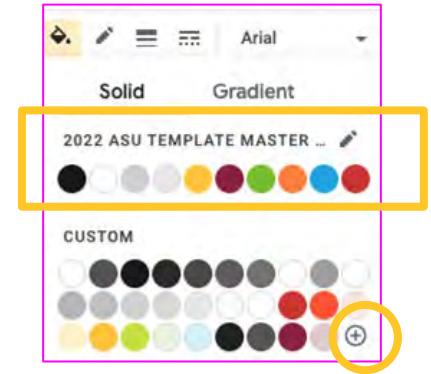 Arial
Solid Gradient
2022 ASU TEMPLATE MASTER ...
CUSTOM